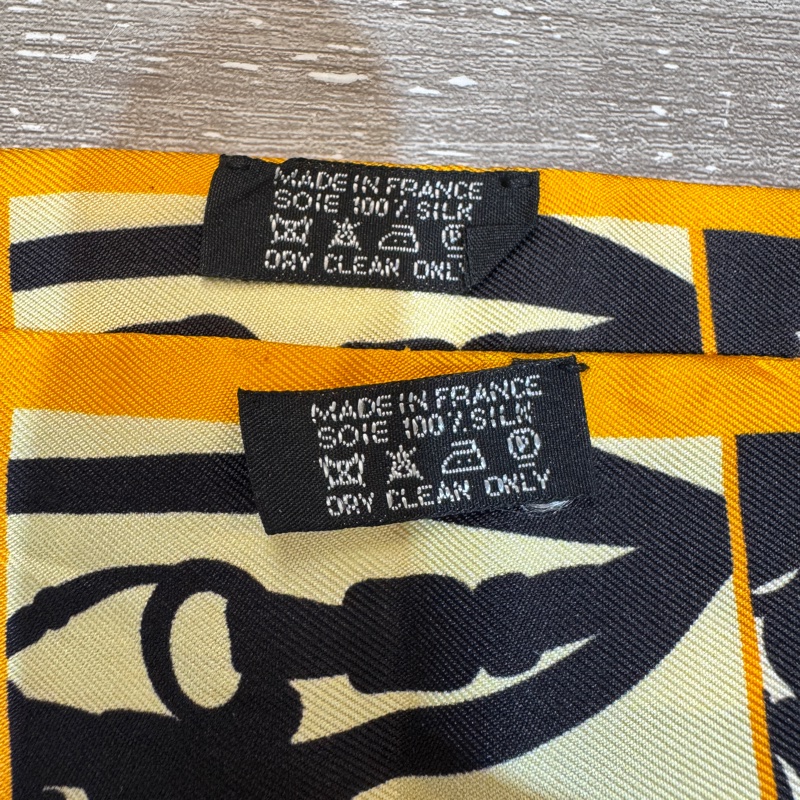 MADE IN FRANCE
SOIE 100% SILK
P
DRY CLEAN ONLY
MADE IN FRANCE
SOIE 100% SILK
P
DRY CLEAN ONLY